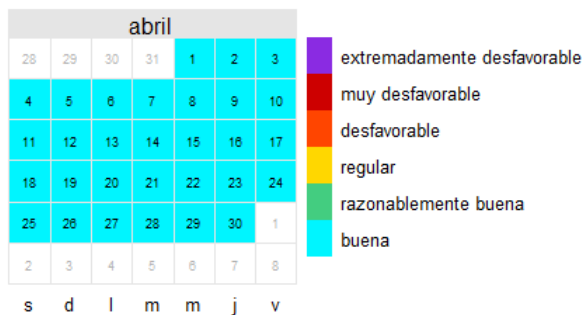 abril
28 29 30 31 1 2 3
4 5 6 7 8 9 10
11 12 13 14 15 16 17
18 19 20 21 22 23 24
25 26 27 28 29 30 1
2 3 4 5 6 7 8
s d l m m j v
extremadamente desfavorable
muy desfavorable
desfavorable
regular
razonablemente buena
buena